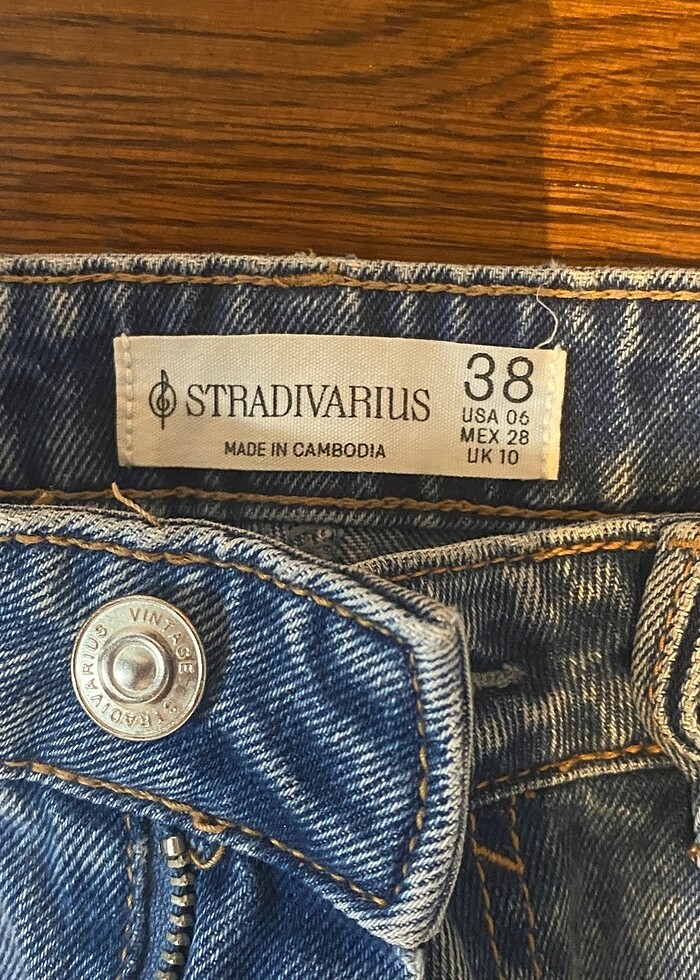 STRADIVARIUS
MADE IN CAMBODIA
38
USA 06
MEX 28
UK 10
VINTAGE
STRADIVARIUS